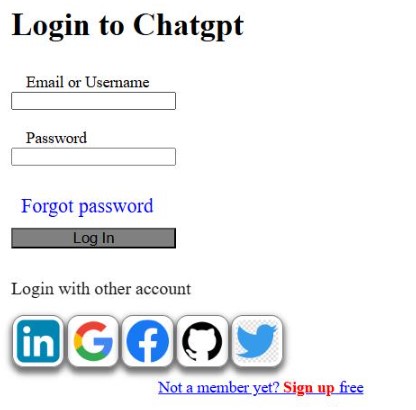 Login to Chatgpt
Email or Username
Password
Forgot password
Log In
Login with other account
in
G
f
Not a member yet? Sign up free